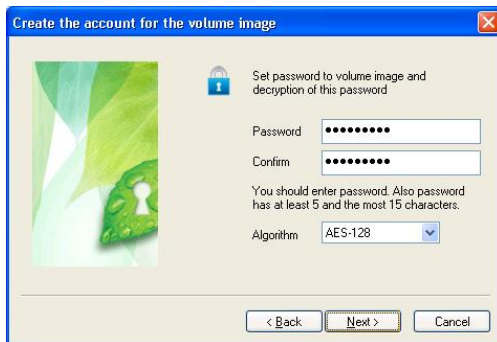 Create the account for the volume image
Set password to volume image and
decryption of this password
Password
Confirm
You should enter password. Also password
has at least 5 and the most 15 characters.
Algorithm AES-128
< Back Next > Cancel